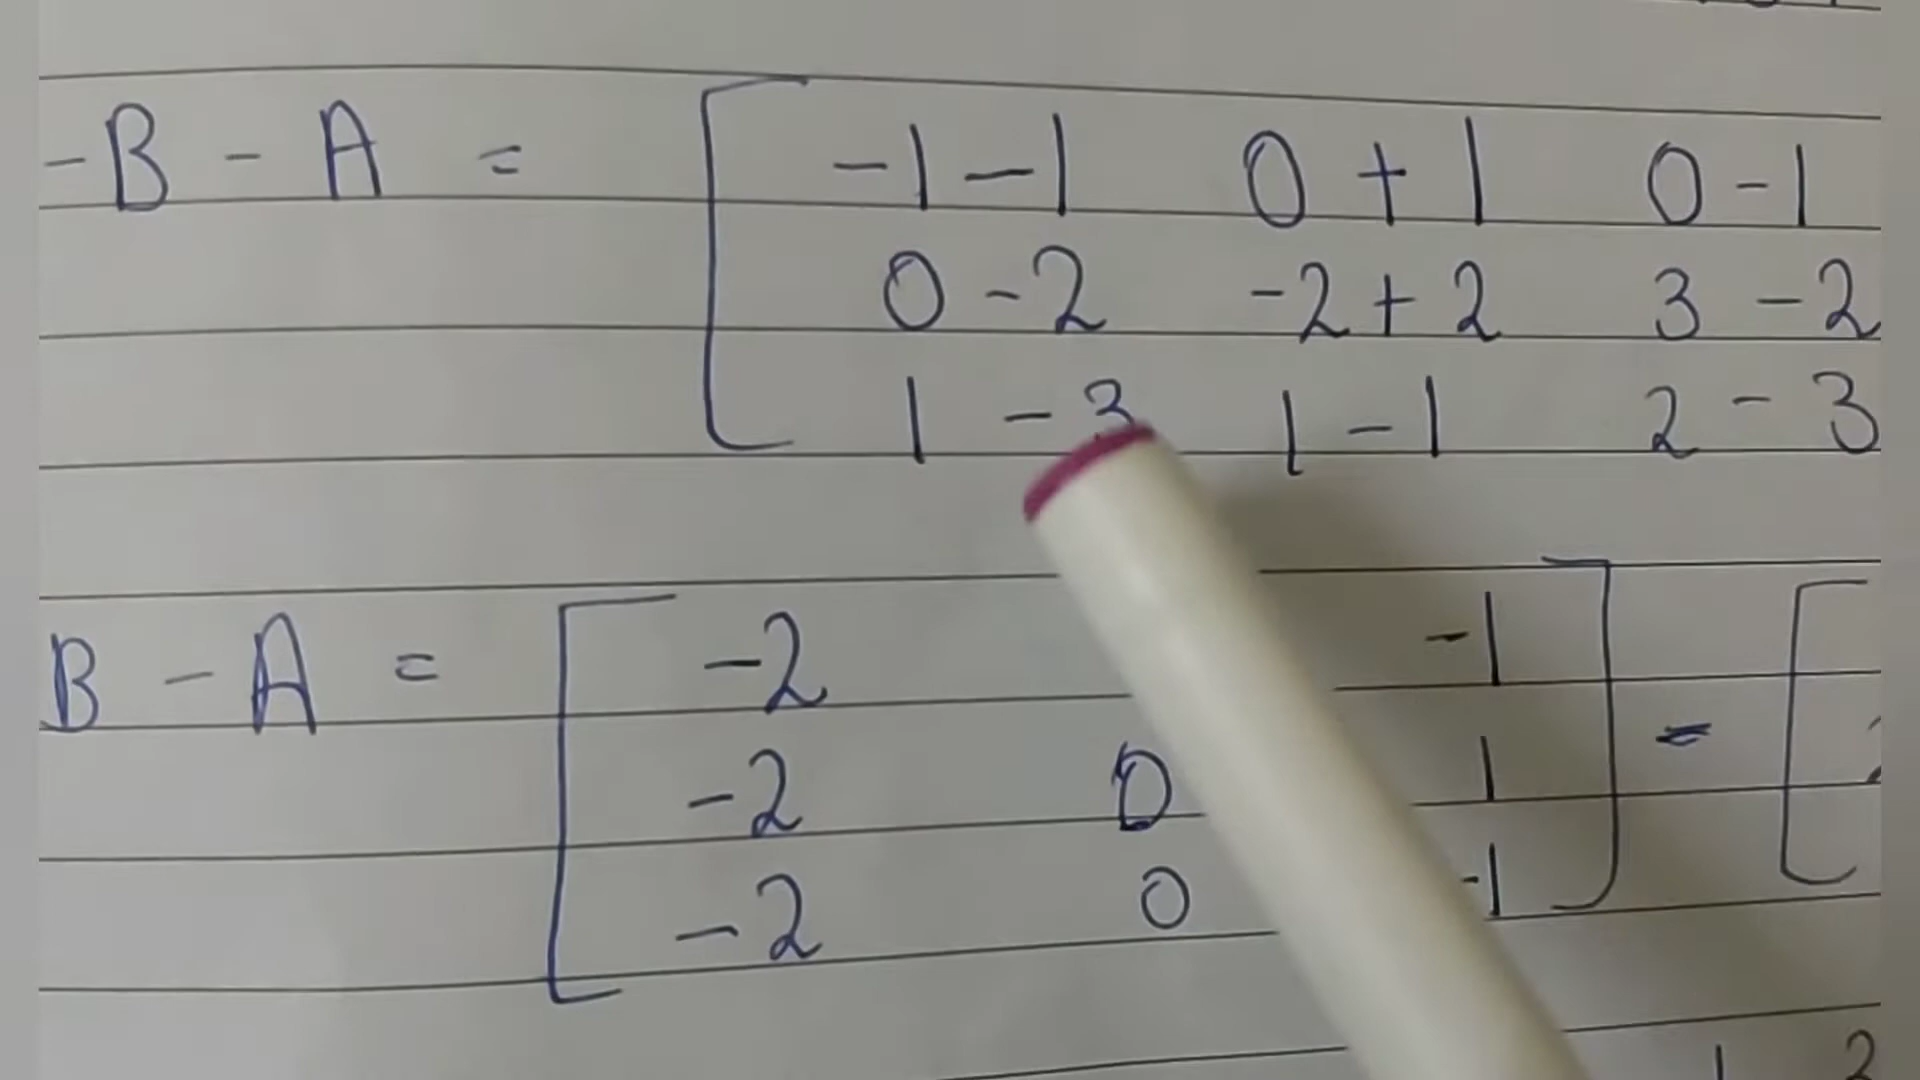 -B - A = [ -1 -1 0 + 1 0 - 1
0 - 2 -2 + 2 3 - 2
1 - 3 1 - 1 2 - 3
B - A = [ -2 -1 ] = [
-2 0 1
-2 0 -1